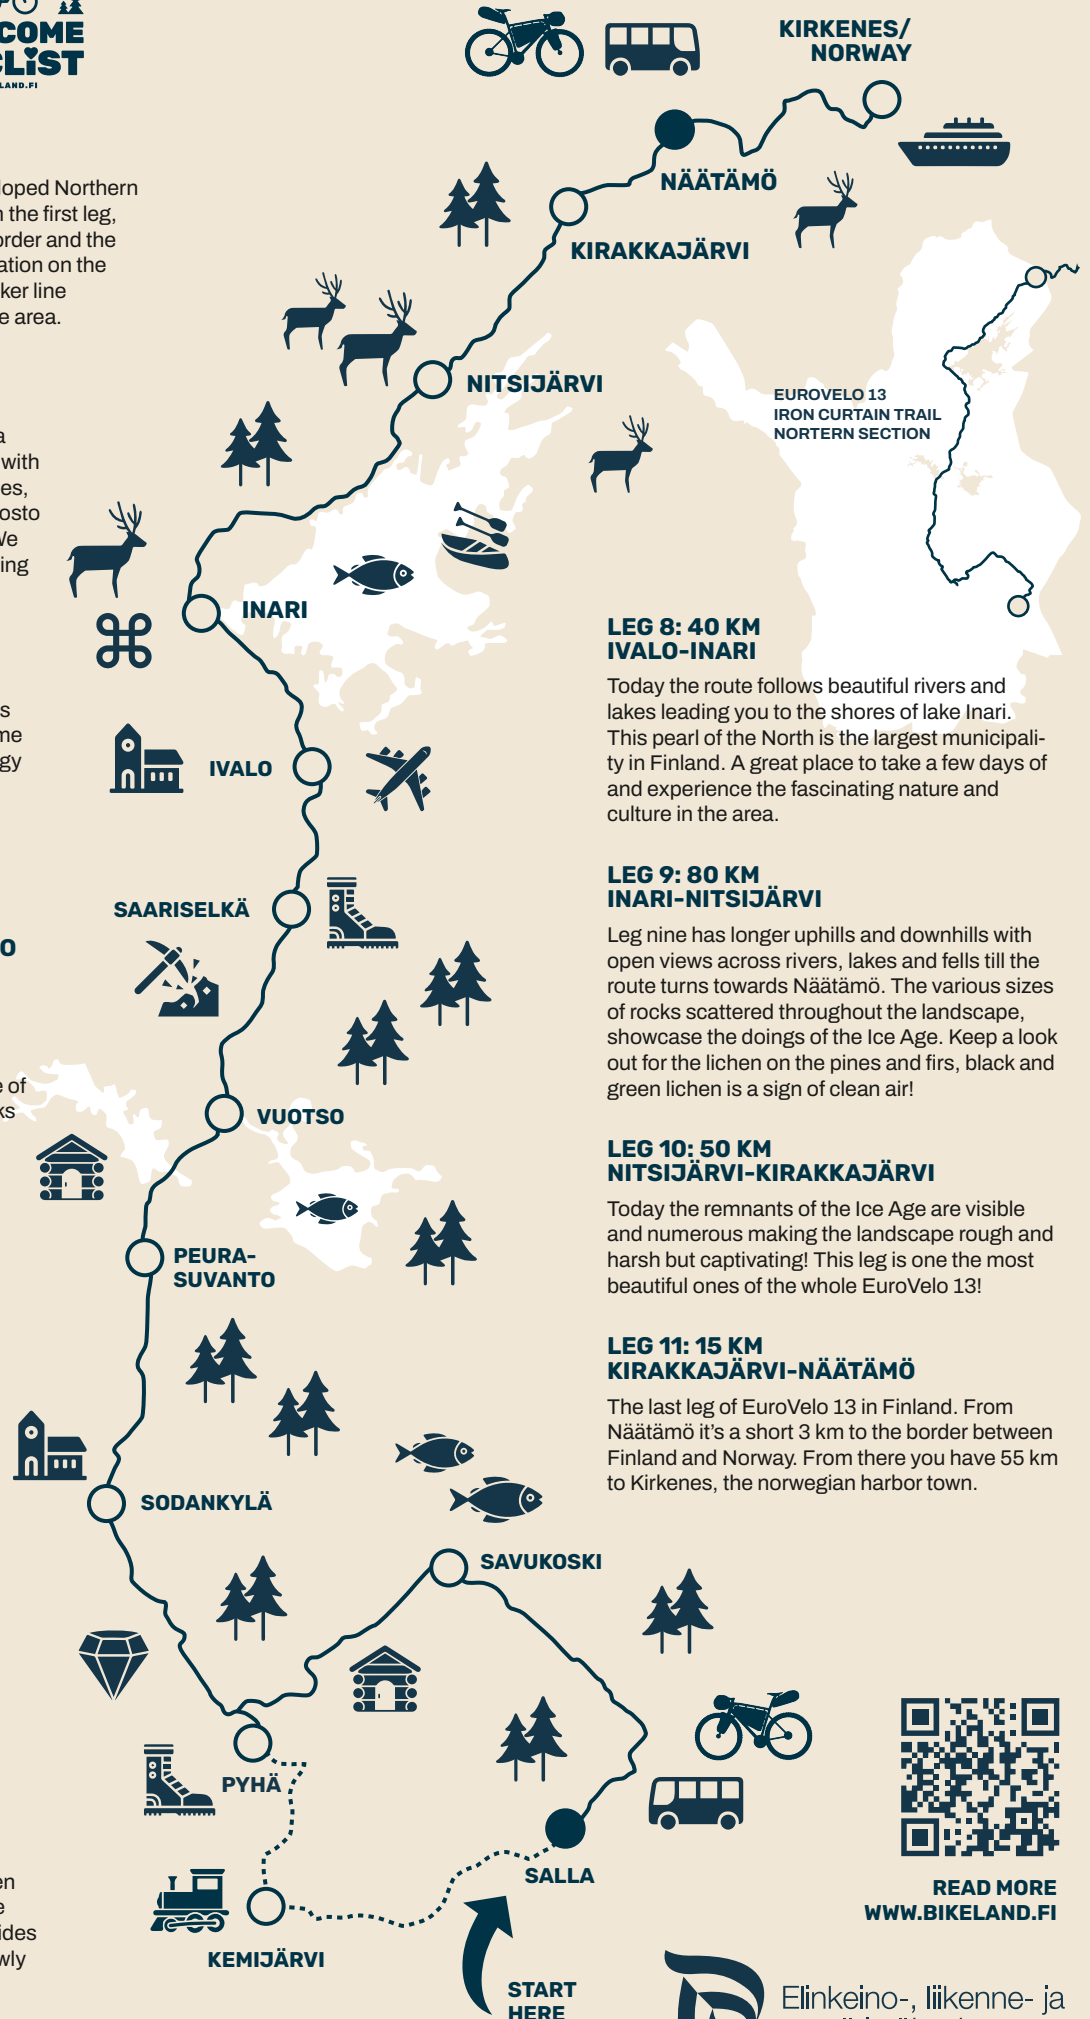 KIRKENES/
NORWAY
NÄÄTÄMÖ
KIRAKKAJÄRVI
NITSIJÄRVI
EUROVELO 13
IRON CURTAIN TRAIL
NORTERN SECTION
INARI
IVALO
SAARISELKÄ
VUOTSO
PEURA-
SUVANTO
SODANKYLÄ
SAVUKOSKI
PYHÄ
SALLA
KEMIJÄRVI
START
HERE
COME
LAND.FI
loped Northern
the first leg,
order and the
ation on the
ker line
area.
a
with
es,
osto
We
ing
s
me
gy
O
of
ks
en
e
ides
wly
LEG 8: 40 KM
IVALO-INARI
Today the route follows beautiful rivers and
lakes leading you to the shores of lake Inari.
This pearl of the North is the largest municipali-
ty in Finland. A great place to take a few days of
and experience the fascinating nature and
culture in the area.
LEG 9: 80 KM
INARI-NITSIJÄRVI
Leg nine has longer uphills and downhills with
open views across rivers, lakes and fells till the
route turns towards Näätämö. The various sizes
of rocks scattered throughout the landscape,
showcase the doings of the Ice Age. Keep a look
out for the lichen on the pines and firs, black and
green lichen is a sign of clean air!
LEG 10: 50 KM
NITSIJÄRVI-KIRAKKAJÄRVI
Today the remnants of the Ice Age are visible
and numerous making the landscape rough and
harsh but captivating! This leg is one the most
beautiful ones of the whole EuroVelo 13!
LEG 11: 15 KM
KIRAKKAJÄRVI-NÄÄTÄMÖ
The last leg of EuroVelo 13 in Finland. From
Näätämö it's a short 3 km to the border between
Finland and Norway. From there you have 55 km
to Kirkenes, the norwegian harbor town.
READ MORE
WWW.BIKELAND.FI
Elinkeino-, liikenne- ja